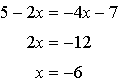 5 − 2x = −4x − 7
2x = −12
x = −6